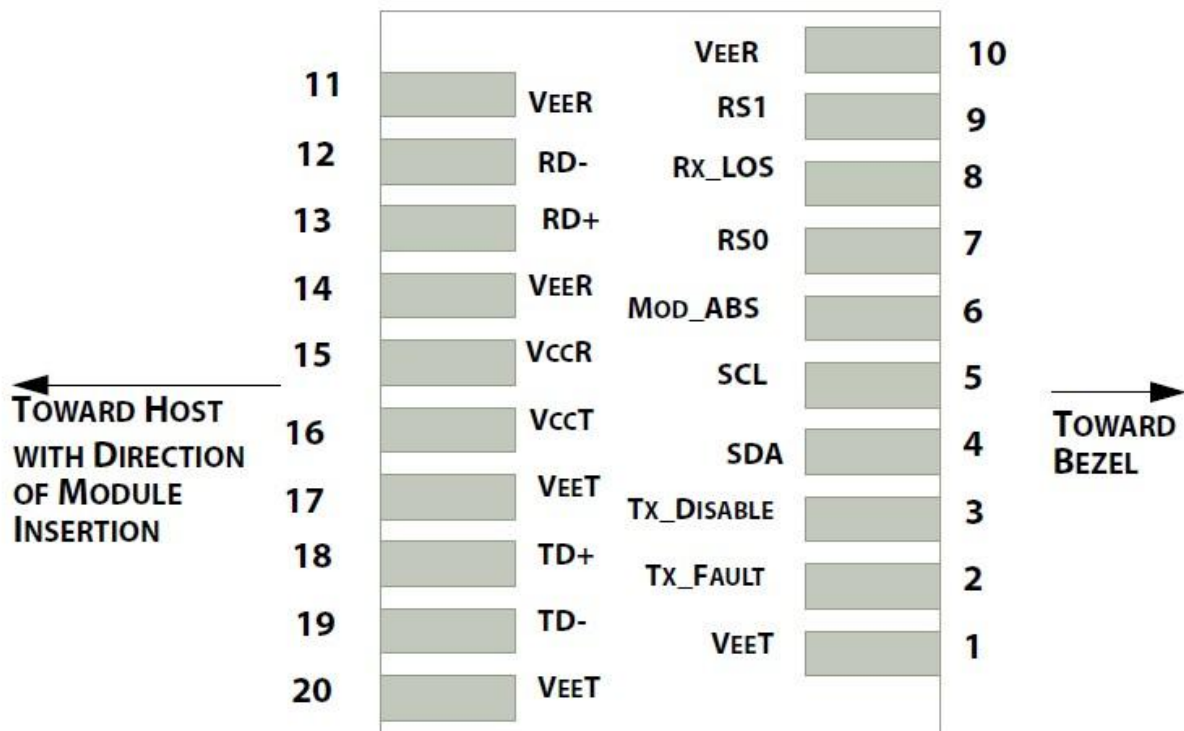 11 VEER
12 RD-
13 RD+
14 VEER
15 VCCR
16 VCCT
17 VEET
18 TD+
19 TD-
20 VEET
VEER 10
RS1 9
RX_LOS 8
RS0 7
MOD_ABS 6
SCL 5
SDA 4
TX_DISABLE 3
TX_FAULT 2
VEET 1
TOWARD HOST
WITH DIRECTION
OF MODULE
INSERTION
TOWARD
BEZEL